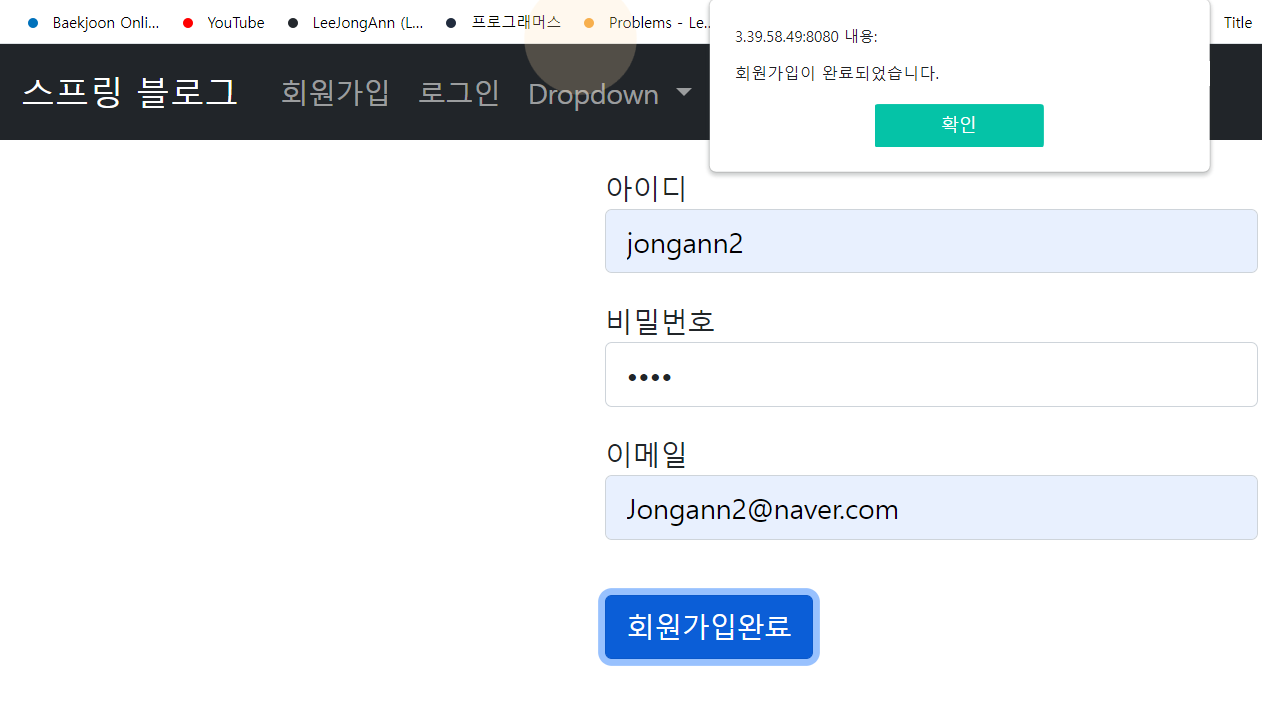 Baekjoon Onli... YouTube LeeJongAnn (L... 프로그래머스 Problems - Le... Title
3.39.58.49:8080 내용:
회원가입이 완료되었습니다.
확인
스프링 블로그 회원가입 로그인 Dropdown
아이디
jongann2
비밀번호
••••
이메일
Jongann2@naver.com
회원가입완료